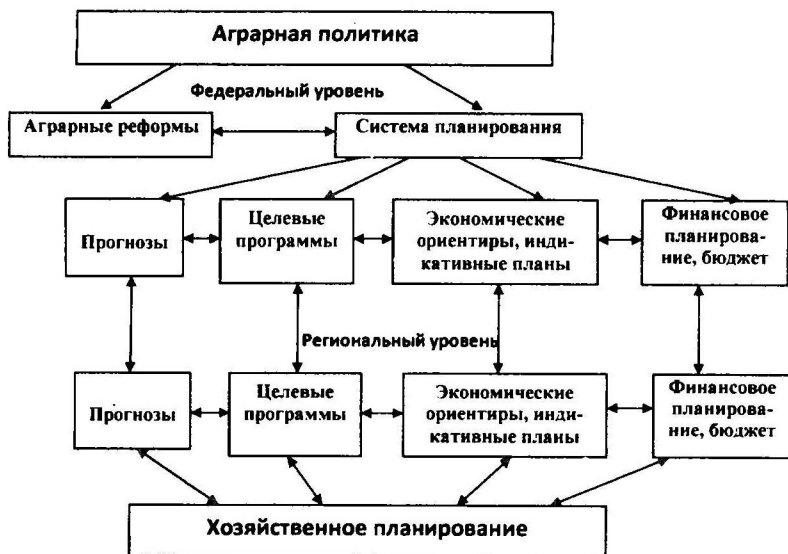 Аграрная политика
Федеральный уровень
Аграрные реформы
Система планирования
Прогнозы
Целевые
программы
Экономические
ориентиры, инди-
кативные планы
Финансовое
планирова-
ние, бюджет
Региональный уровень
Прогнозы
Целевые
программы
Экономические
ориентиры, инди-
кативные планы
Финансовое
планирова-
ние, бюджет
Хозяйственное планирование